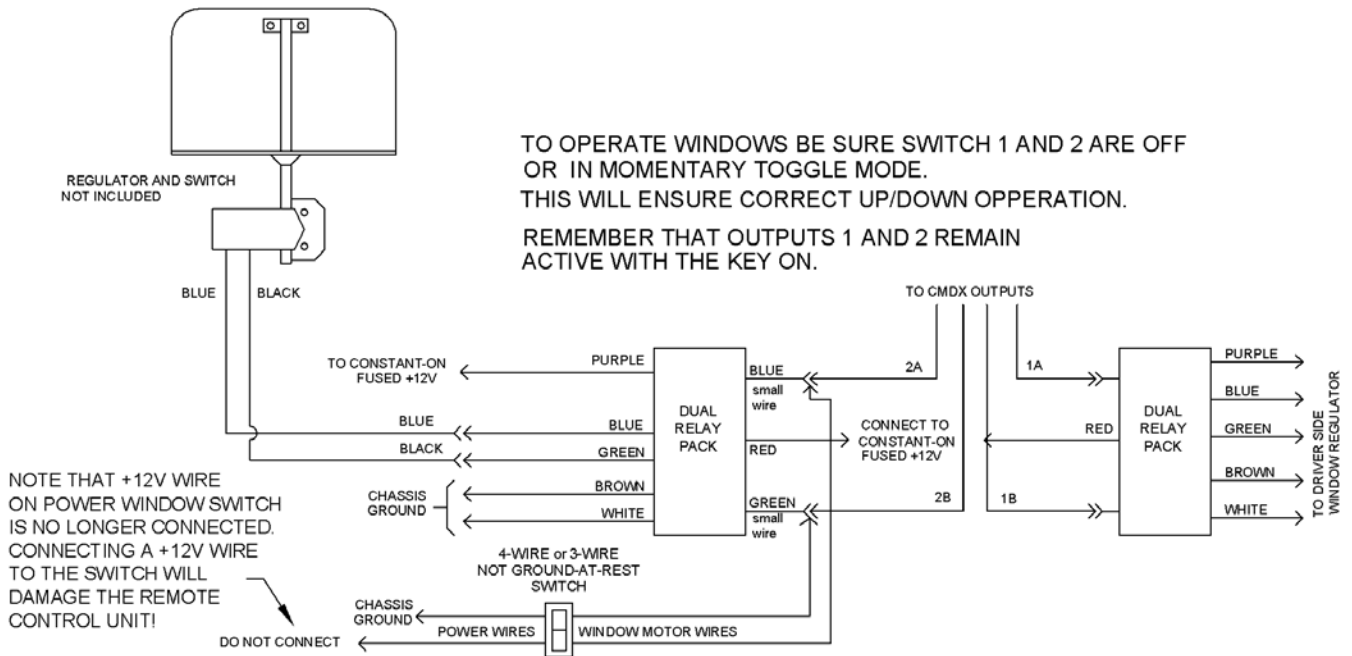 TO OPERATE WINDOWS BE SURE SWITCH 1 AND 2 ARE OFF
OR IN MOMENTARY TOGGLE MODE.
THIS WILL ENSURE CORRECT UP/DOWN OPPERATION.
REMEMBER THAT OUTPUTS 1 AND 2 REMAIN
ACTIVE WITH THE KEY ON.
REGULATOR AND SWITCH
NOT INCLUDED
BLUE
BLACK
TO CMDX OUTPUTS
TO CONSTANT-ON
FUSED +12V
PURPLE
BLUE
BLUE
BLACK
GREEN
CHASSIS
GROUND
BROWN
WHITE
DUAL
RELAY
PACK
BLUE
small
wire
RED
GREEN
small
wire
2A
CONNECT TO
CONSTANT-ON
FUSED +12V
2B
1A
RED
1B
DUAL
RELAY
PACK
PURPLE
BLUE
GREEN
BROWN
WHITE
TO DRIVER SIDE
WINDOW REGULATOR
NOTE THAT +12V WIRE
ON POWER WINDOW SWITCH
IS NO LONGER CONNECTED.
CONNECTING A +12V WIRE
TO THE SWITCH WILL
DAMAGE THE REMOTE
CONTROL UNIT!
4-WIRE or 3-WIRE
NOT GROUND-AT-REST
SWITCH
CHASSIS
GROUND
DO NOT CONNECT
POWER WIRES
WINDOW MOTOR WIRES